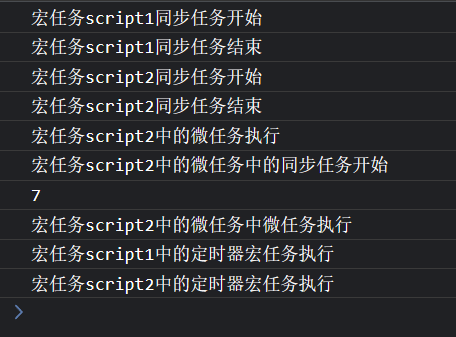 宏任务script1同步任务开始
宏任务script1同步任务结束
宏任务script2同步任务开始
宏任务script2同步任务结束
宏任务script2中的微任务执行
宏任务script2中的微任务中的同步任务开始
7
宏任务script2中的微任务中微任务执行
宏任务script1中的定时器宏任务执行
宏任务script2中的定时器宏任务执行